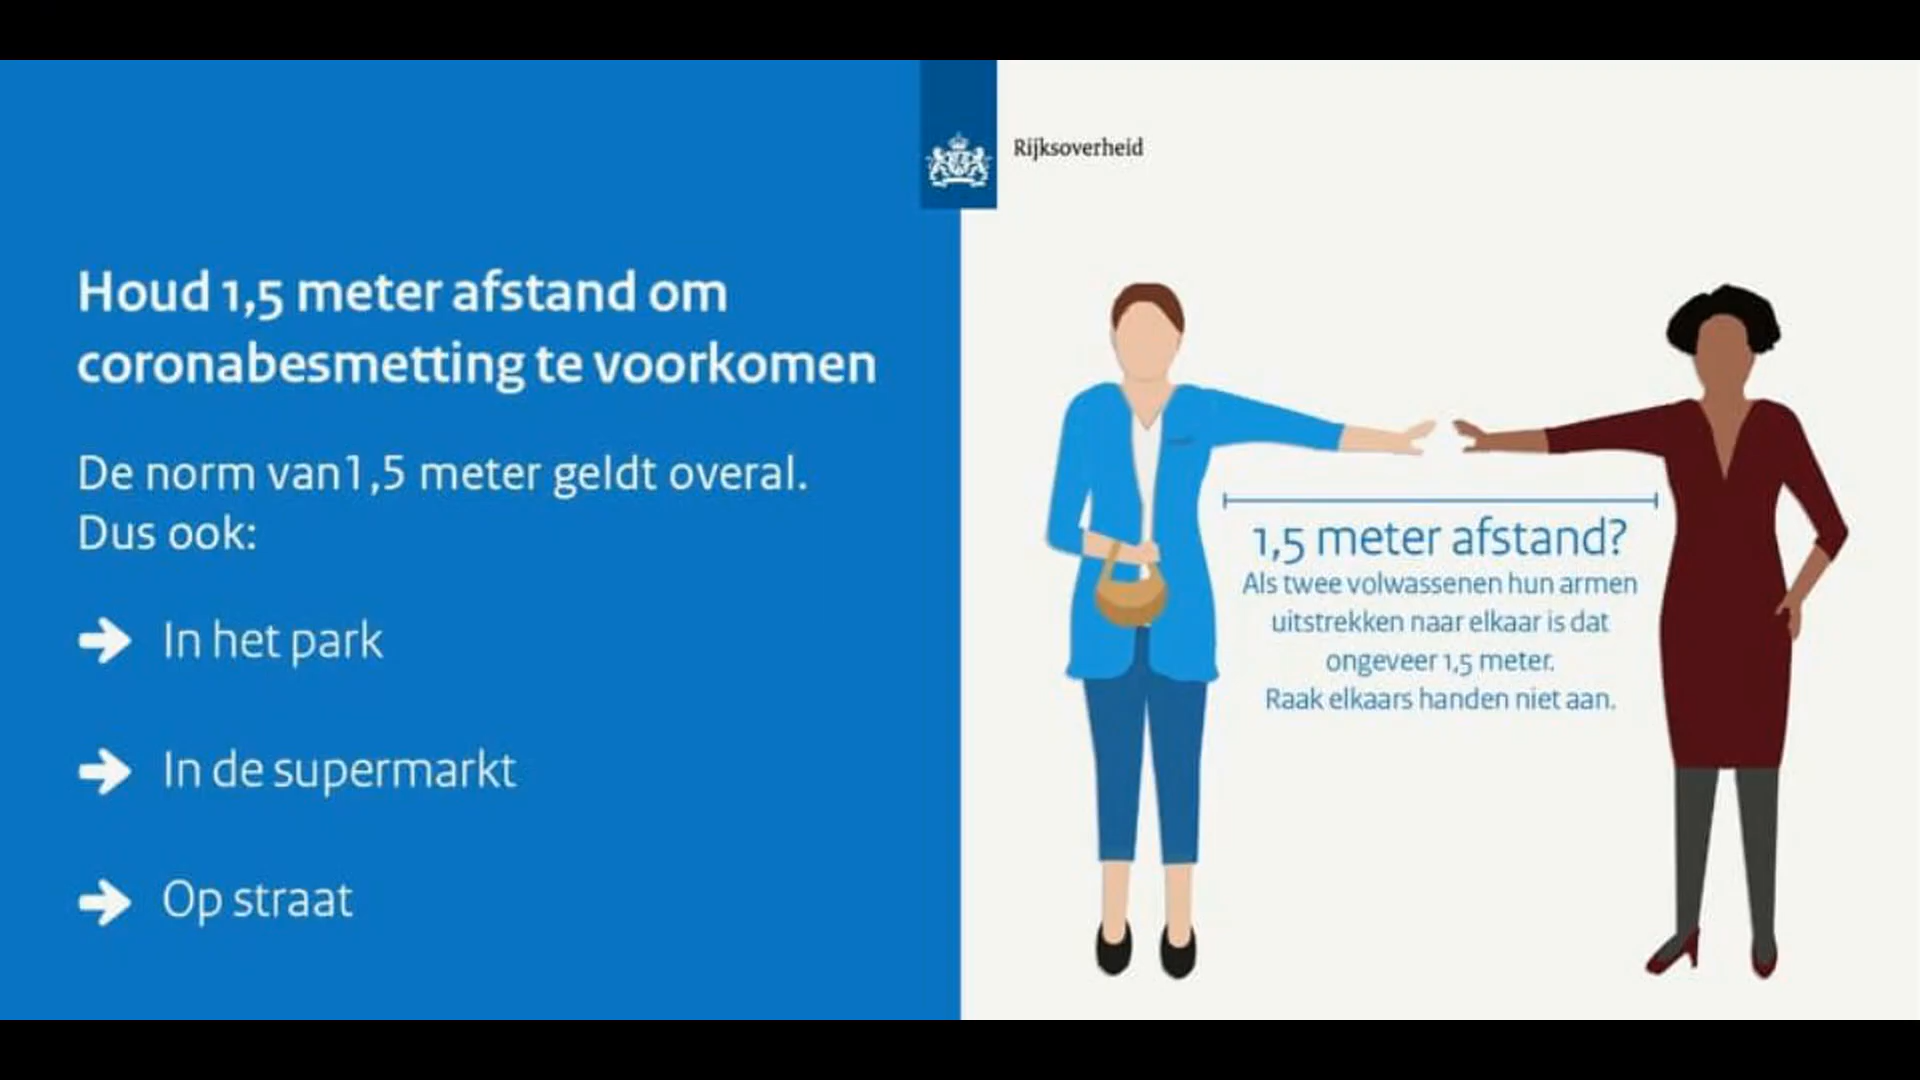 Rijksoverheid
Houd 1,5 meter afstand om
coronabesmetting te voorkomen
De norm van1,5 meter geldt overal.
Dus ook:
In het park
In de supermarkt
Op straat
1,5 meter afstand?
Als twee volwassenen hun armen
uitstrekken naar elkaar is dat
ongeveer 1,5 meter.
Raak elkaars handen niet aan.